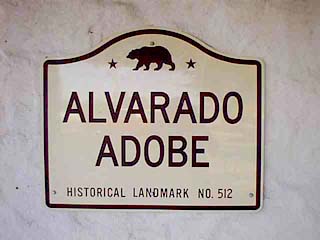 ALVARADO
ADOBE
HISTORICAL LANDMARK NO. 512